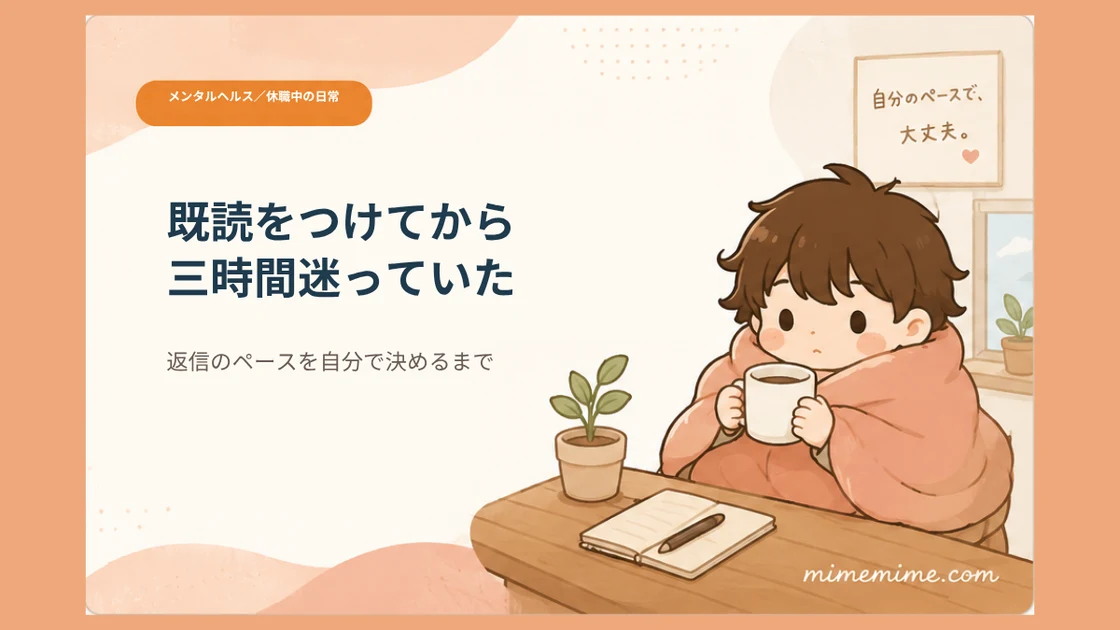 メンタルヘルス／休職中の日常
既読をつけてから
三時間迷っていた
返信のペースを自分で決めるまで
自分のペースで、
大丈夫。
mimemime.com